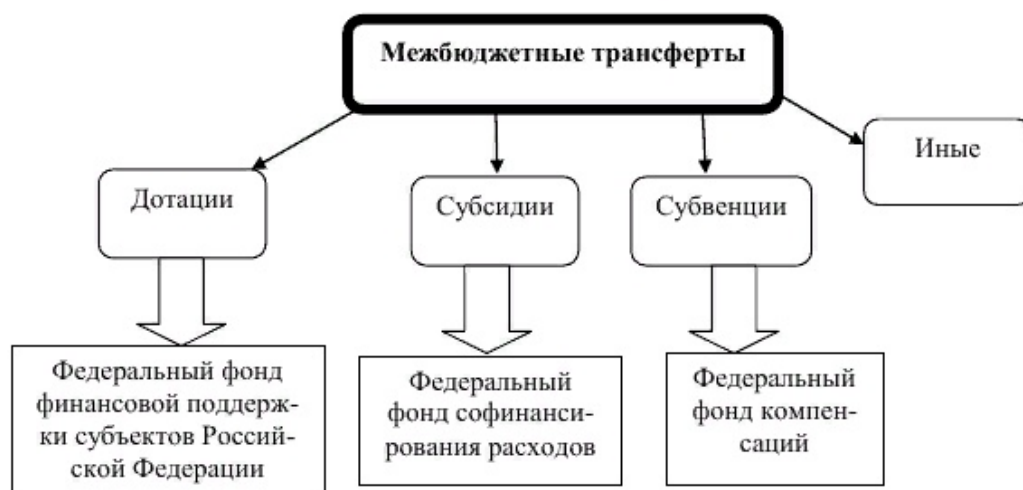 Межбюджетные трансферты
Иные
Дотации
Субсидии
Субвенции
Федеральный фонд
финансовой поддерж-
ки субъектов Россий-
ской Федерации
Федеральный
фонд софинанси-
рования расходов
Федеральный
фонд компен-
саций